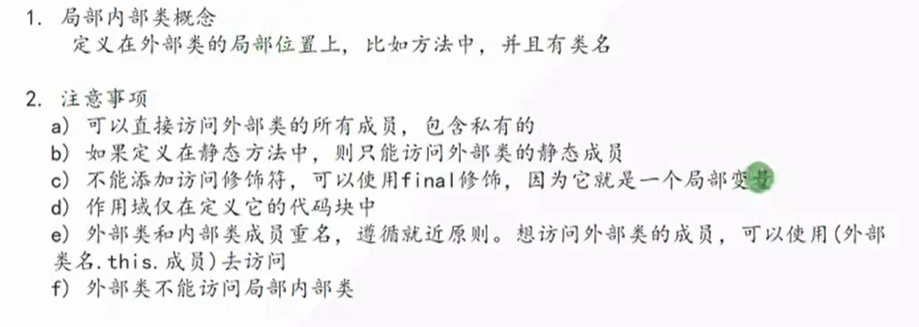 1. 局部内部类概念
定义在外部类的局部位置上，比如方法中，并且有类名
2. 注意事项
a) 可以直接访问外部类的所有成员，包含私有的
b) 如果定义在静态方法中，则只能访问外部类的静态成员
c) 不能添加访问修饰符，可以使用final修饰，因为它就是一个局部变量
d) 作用域仅在定义它的代码块中
e) 外部类和内部类成员重名，遵循就近原则。想访问外部类的成员，可以使用(外部
类名.this.成员)去访问
f) 外部类不能访问局部内部类